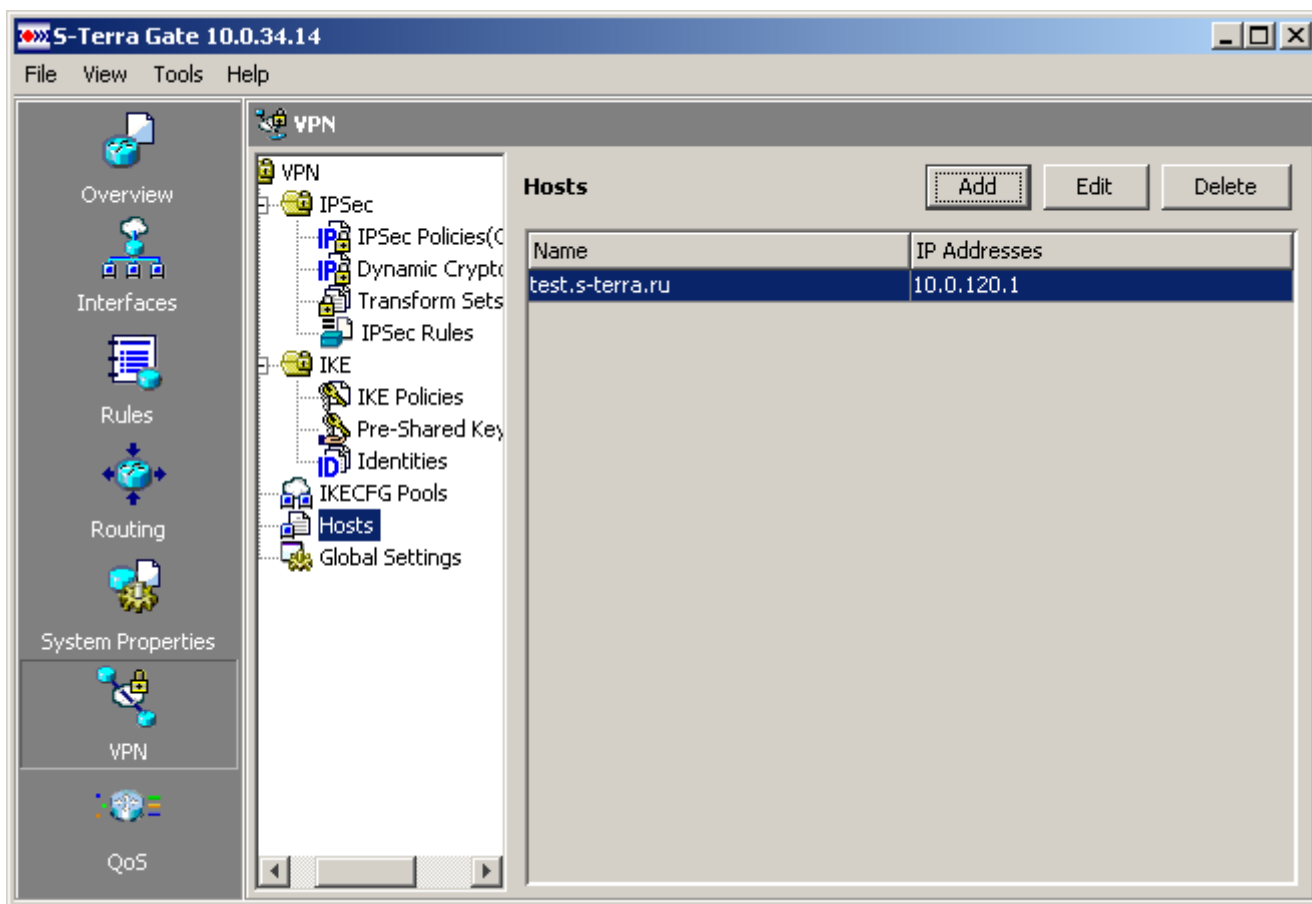 S-Terra Gate 10.0.34.14
File View Tools Help
Overview
Interfaces
Rules
Routing
System Properties
VPN
QoS
VPN
VPN
IPSec
IPSec Policies(C
Dynamic Crypto
Transform Sets
IPSec Rules
IKE
IKE Policies
Pre-Shared Key
Identities
IKECFG Pools
Hosts
Global Settings
Hosts
Add Edit Delete
Name IP Addresses
test.s-terra.ru 10.0.120.1